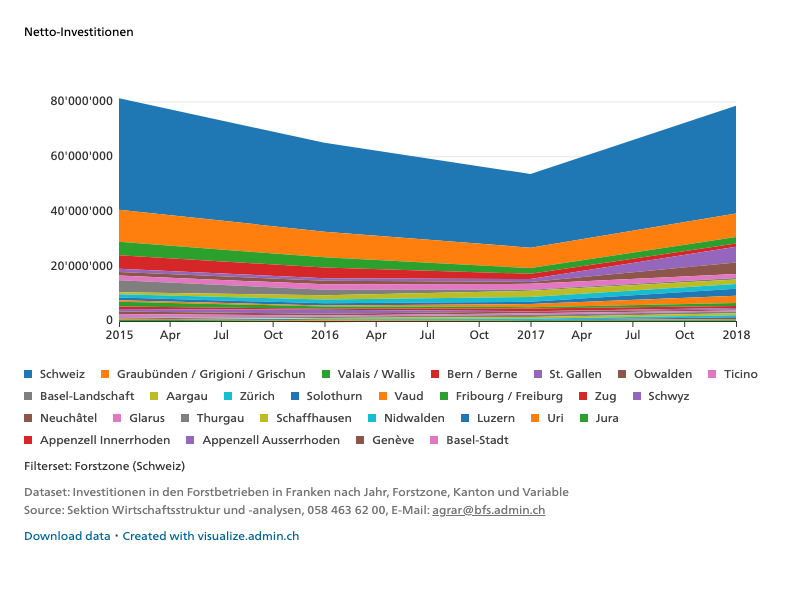 Netto-Investitionen
80'000'000
60'000'000
40'000'000
20'000'000
0
2015 Apr Jul Oct 2016 Apr Jul Oct 2017 Apr Jul Oct 2018
Schweiz Graubünden / Grigioni / Grischun Valais / Wallis Bern / Berne St. Gallen Obwalden Ticino
Basel-Landschaft Aargau Zürich Solothurn Vaud Fribourg / Freiburg Zug Schwyz
Neuchâtel Glarus Thurgau Schaffhausen Nidwalden Luzern Uri Jura
Appenzell Innerrhoden Appenzell Ausserrhoden Genève Basel-Stadt
Filterset: Forstzone (Schweiz)
Dataset: Investitionen in den Forstbetrieben in Franken nach Jahr, Forstzone, Kanton und Variable
Source: Sektion Wirtschaftsstruktur und -analysen, 058 463 62 00, E-Mail: agrar@bfs.admin.ch
Download data • Created with visualize.admin.ch